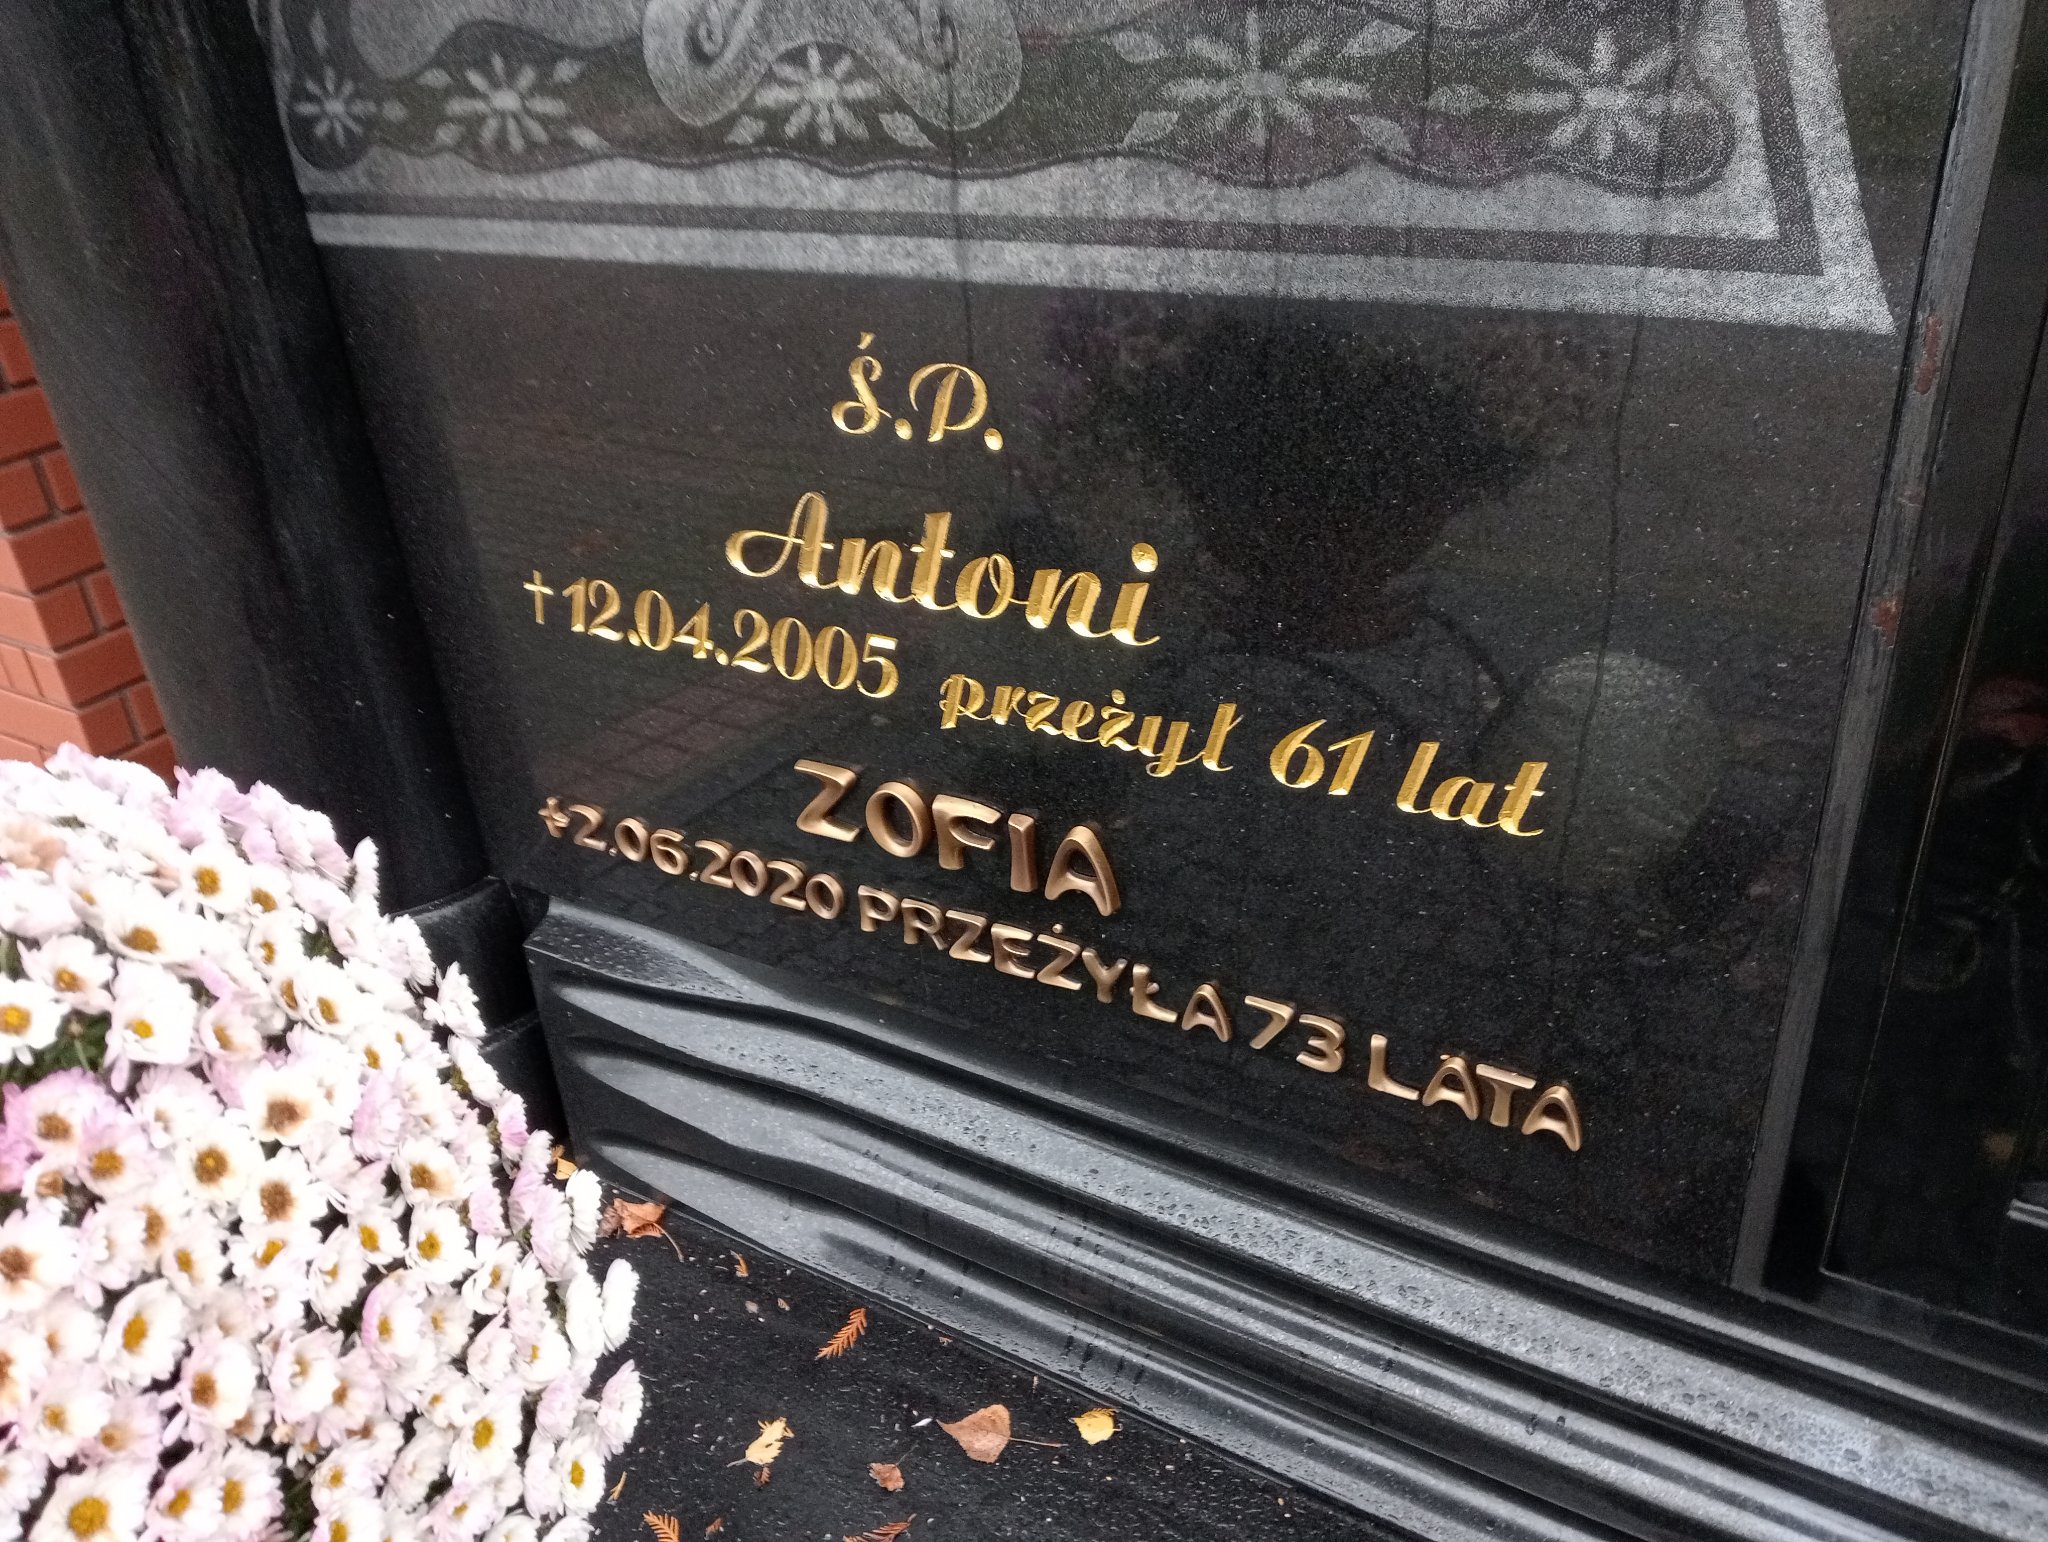 Ś.P.
Antoni
†12.04.2005 przeżył 61 lat
ZOFIA
†2.06.2020 PRZEŻYŁA 73 LATA